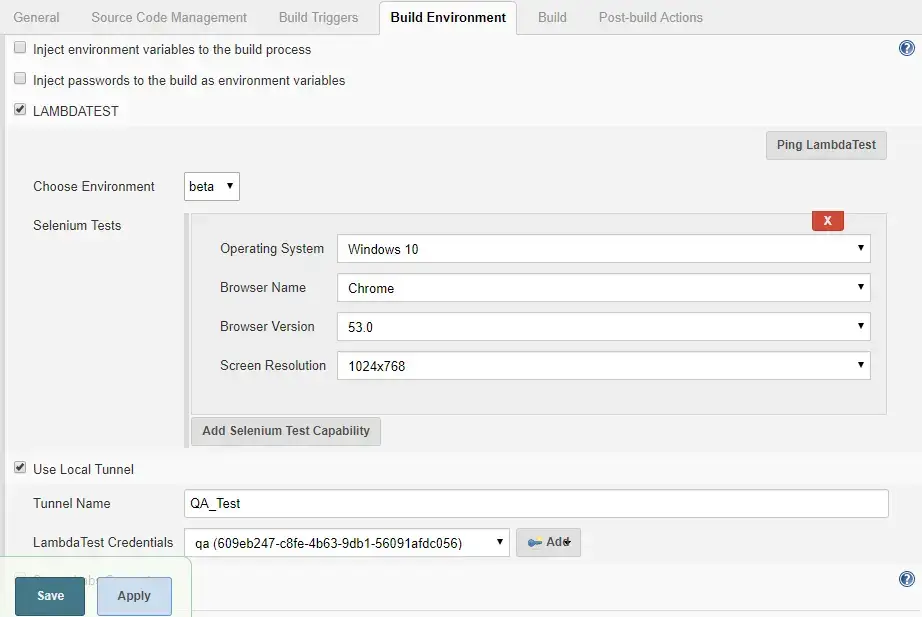 General Source Code Management Build Triggers Build Environment Build Post-build Actions
Inject environment variables to the build process
Inject passwords to the build as environment variables
LAMBDATEST
Ping LambdaTest
Choose Environment beta
Selenium Tests
X
Operating System Windows 10
Browser Name Chrome
Browser Version 53.0
Screen Resolution 1024x768
Add Selenium Test Capability
Use Local Tunnel
Tunnel Name QA_Test
LambdaTest Credentials qa (609eb247-c8fe-4b63-9db1-56091afdc056) Add
Save Apply